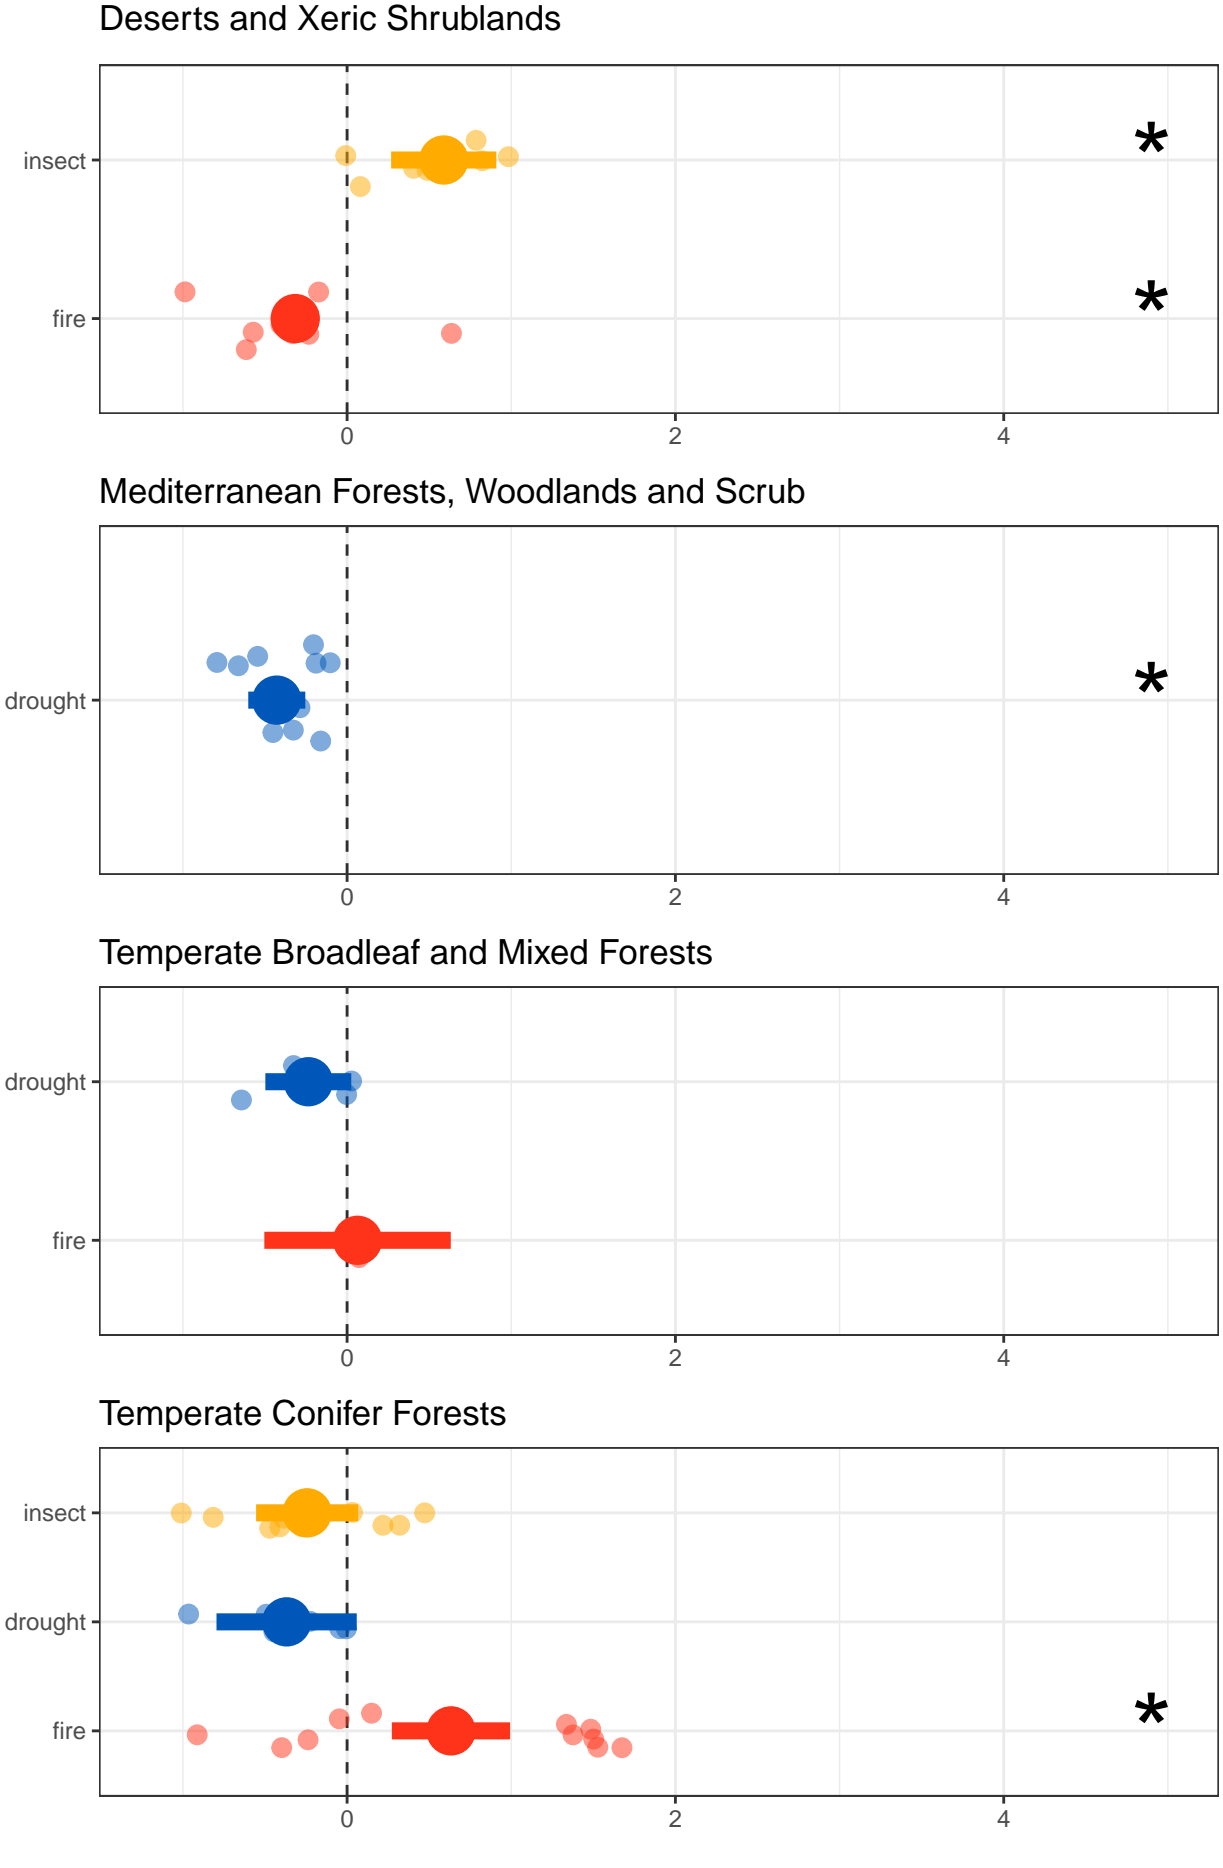 Deserts and Xeric Shrublands
insect
*
fire
*
0 2 4
Mediterranean Forests, Woodlands and Scrub
drought
*
0 2 4
Temperate Broadleaf and Mixed Forests
drought
fire
0 2 4
Temperate Conifer Forests
insect
drought
fire
*
0 2 4